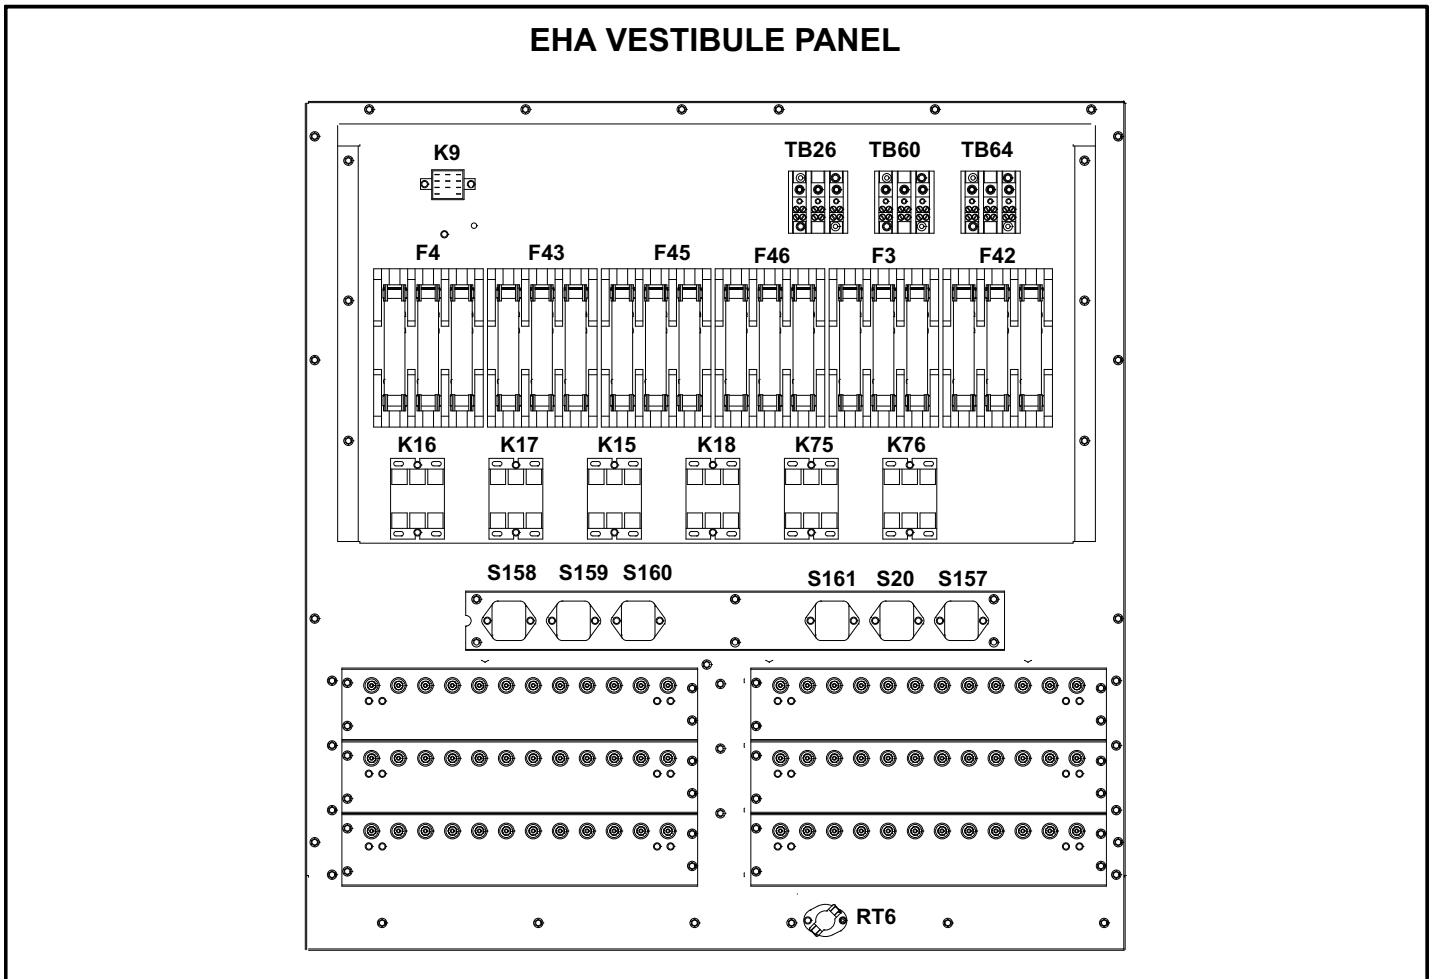 EHA VESTIBULE PANEL
K9 TB26 TB60 TB64
F4 F43 F45 F46 F3 F42
K16 K17 K15 K18 K75 K76
S158 S159 S160 S161 S20 S157
RT6